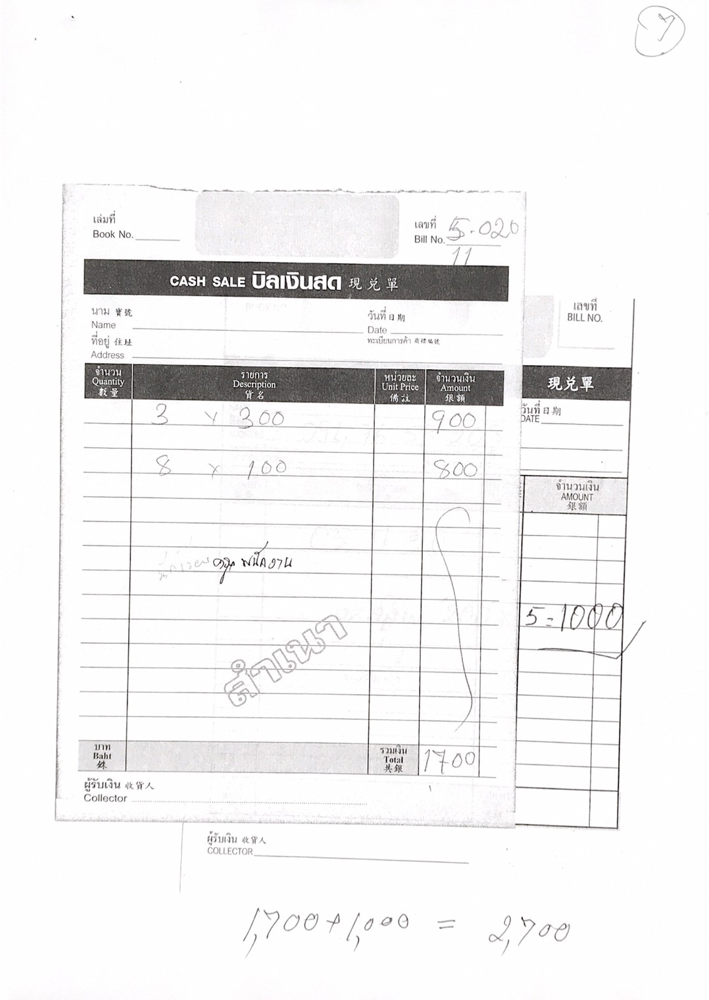 7
เล่มที่
Book No.
เลขที่
Bill No. 5-020
11
CASH SALE บิลเงินสด 現兌單
นาม 寳號
Name
วันที่ 日期
Date
ที่อยู่ 住址
Address
ทะเบียนการค้า 商標編號
จำนวน
Quantity
數量
รายการ
Description
貨名
หน่วยละ
Unit Price
備註
จำนวนเงิน
Amount
銀額
3 x 300 900
8 x 100 800
พนักงาน
สำเนา
บาท
Baht
銖
รวมเงิน
Total
共銀
1700
ผู้รับเงิน 收貨人
Collector
เลขที่
BILL NO.
現兌單
วันที่ 日期
DATE
จำนวนเงิน
AMOUNT
銀額
5 = 1000
ผู้รับเงิน 收貨人
COLLECTOR
1,700 + 1,000 = 2,700